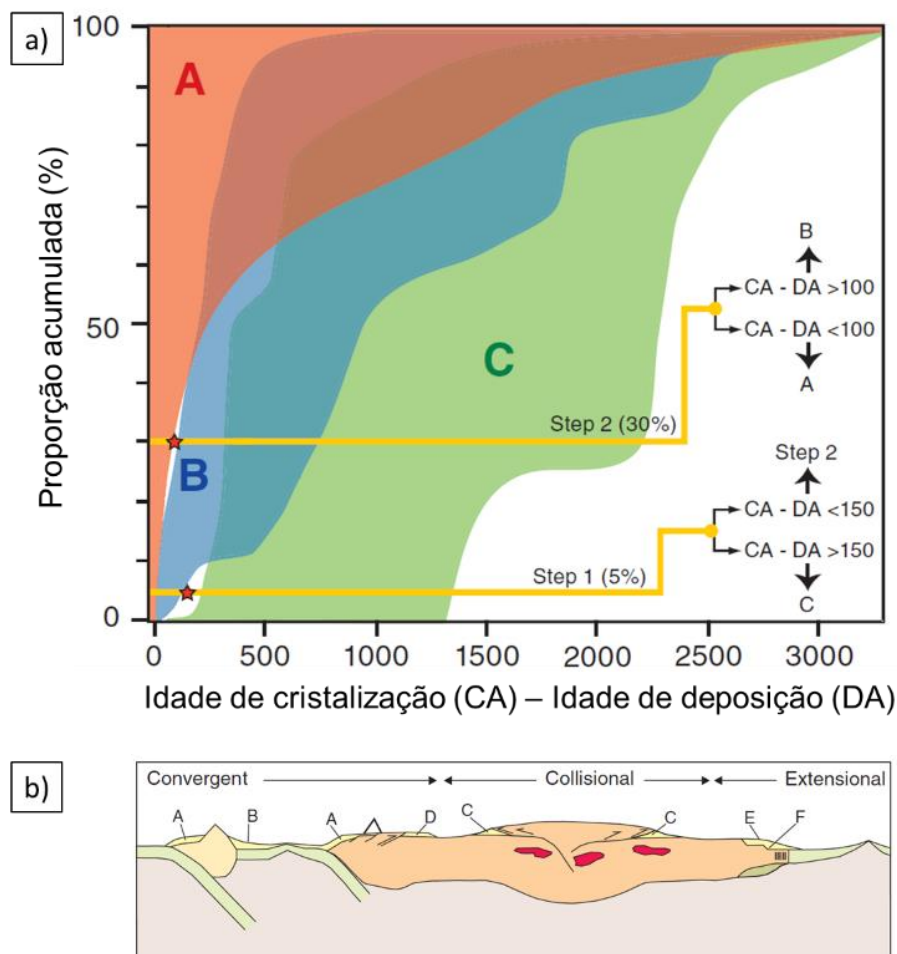 a)
100
A
Proporção acumulada (%)
B
CA - DA >100
50
CA - DA <100
C
A
Step 2 (30%)
B
Step 2
CA - DA <150
Step 1 (5%)
CA - DA >150
0
C
0 500 1000 1500 2000 2500 3000
Idade de cristalização (CA) – Idade de deposição (DA)
b)
Convergent Collisional Extensional
A B A D C C E F